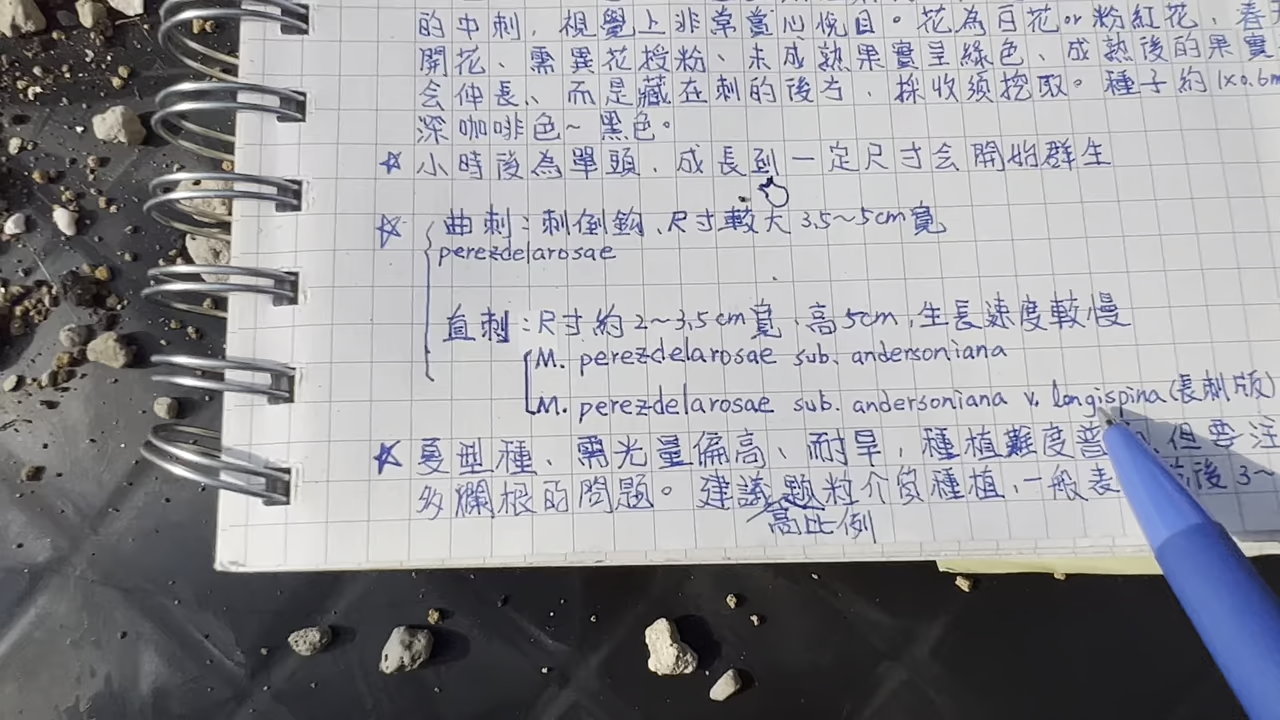 的中刺，視覺上非常賞心悅目。花為白花or粉紅花、春
開花、需異花授粉、未成熟果實呈綠色、成熟後的果實
会伸長、而是藏在刺的後方，採收須挖取。種子約1×0.6m
深咖啡色~黑色。
☆小時後為單頭，成長到一定尺寸会開始群生
☆曲刺：刺倒鈎、尺寸較大3.5~5cm寬
perezdelarosae
直刺：尺寸約2~3.5cm寬、高5cm，生長速度較慢
M. perezdelarosae sub. andersoniana
M. perezdelarosae sub. andersoniana v. longispina(長刺版)
☆夏型種、需光量偏高、耐旱，種植難度普 但要注
多爛根的問題。建議顆粒介質種植，一般表 後3~
高比例